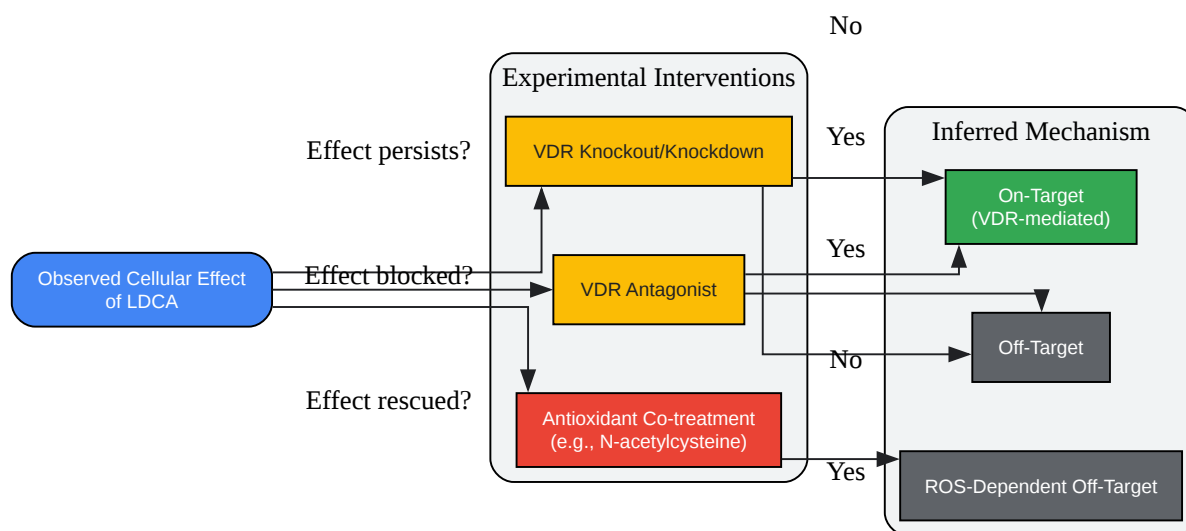 No
Experimental Interventions
Effect persists?
VDR Knockout/Knockdown
Yes
Inferred Mechanism
On-Target
(VDR-mediated)
Observed Cellular Effect
of LDCA
Effect blocked?
VDR Antagonist
Yes
Off-Target
No
Effect rescued?
Antioxidant Co-treatment
(e.g., N-acetylcysteine)
Yes
ROS-Dependent Off-Target